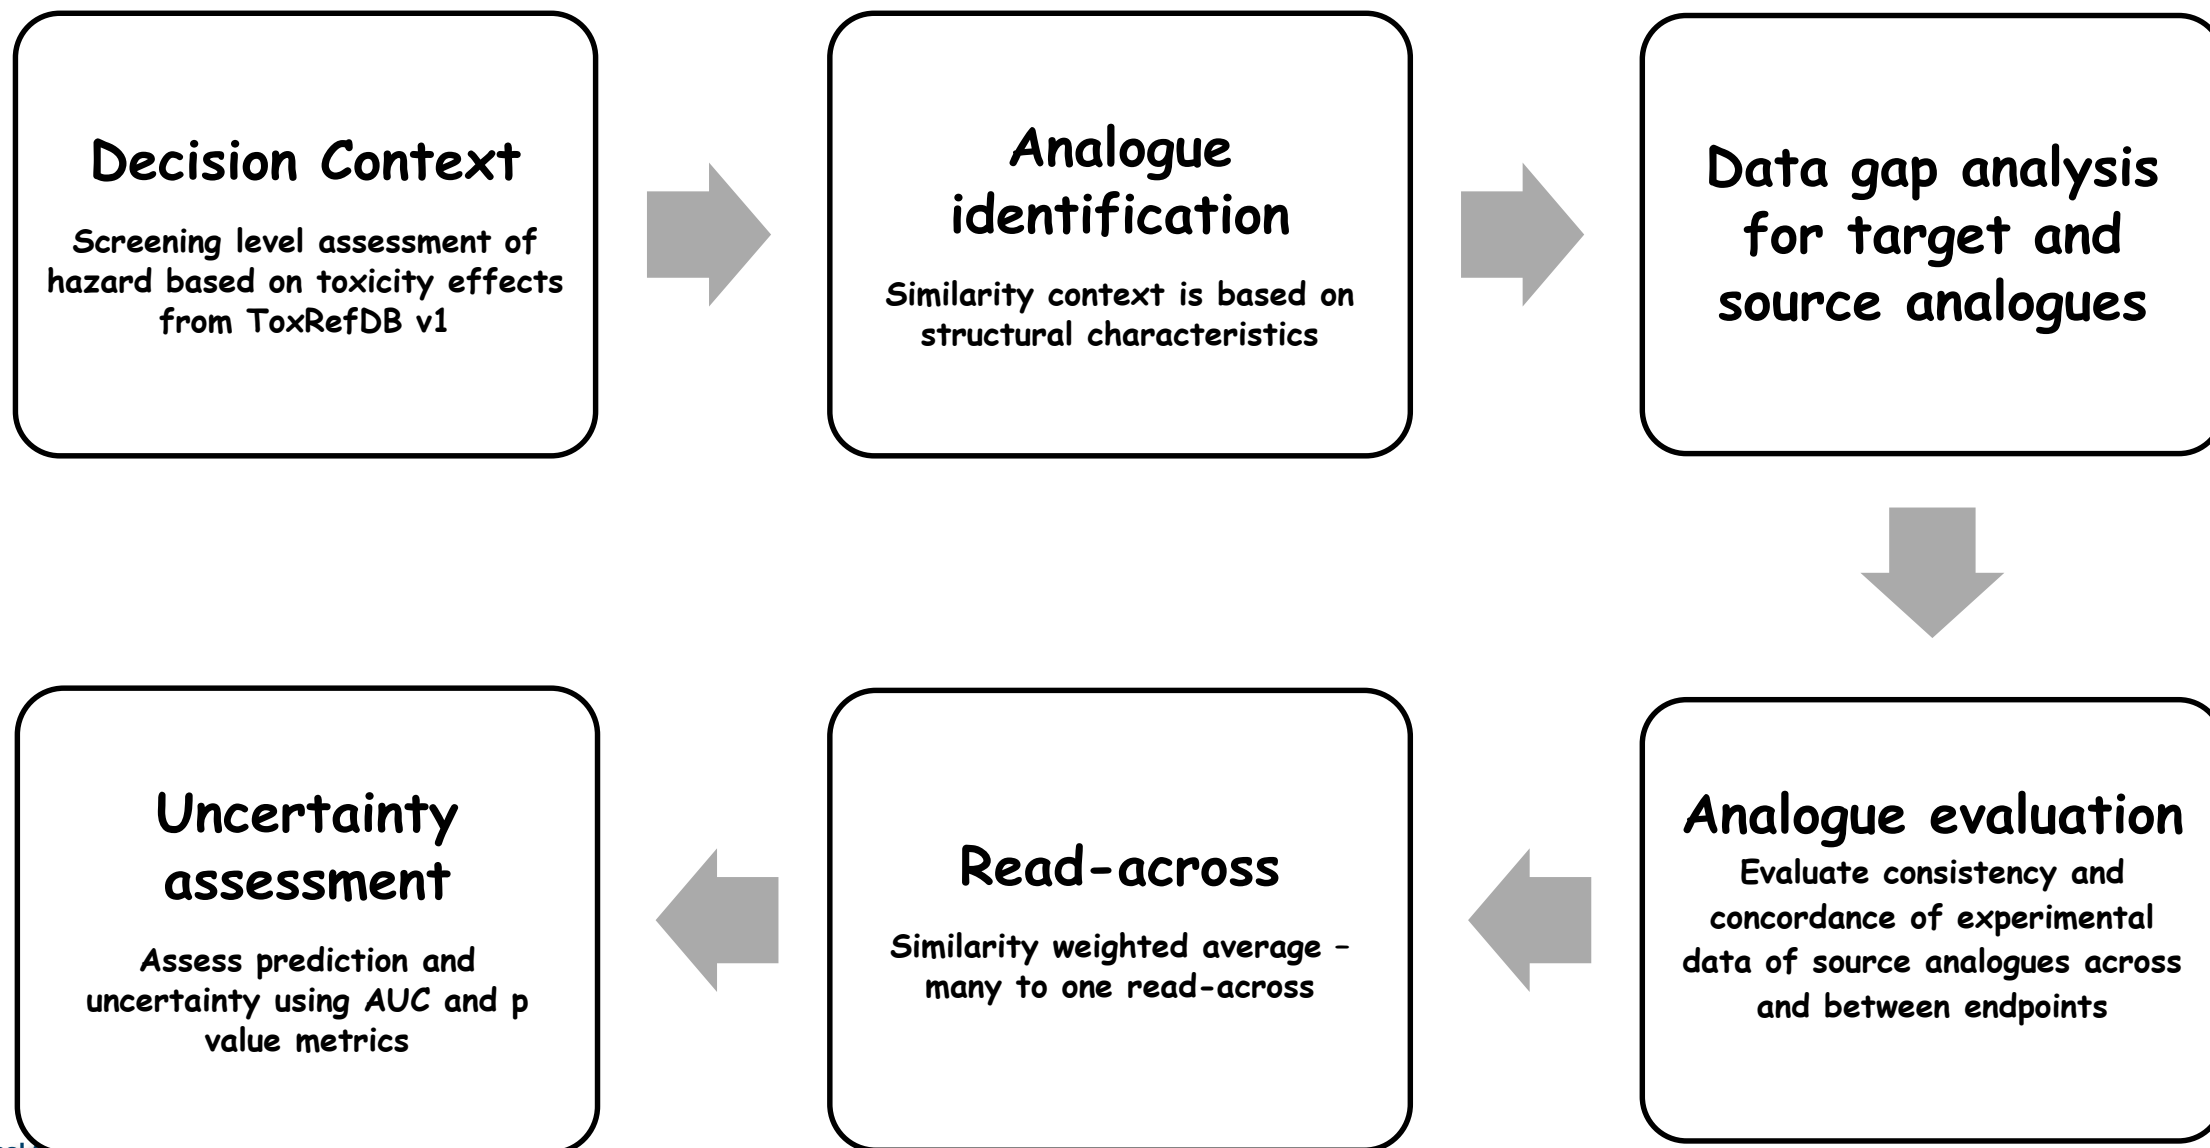 Decision Context
Screening level assessment of
hazard based on toxicity effects
from ToxRefDB v1
Analogue
identification
Similarity context is based on
structural characteristics
Data gap analysis
for target and
source analogues
Analogue evaluation
Evaluate consistency and
concordance of experimental
data of source analogues across
and between endpoints
Read-across
Similarity weighted average –
many to one read-across
Uncertainty
assessment
Assess prediction and
uncertainty using AUC and p
value metrics